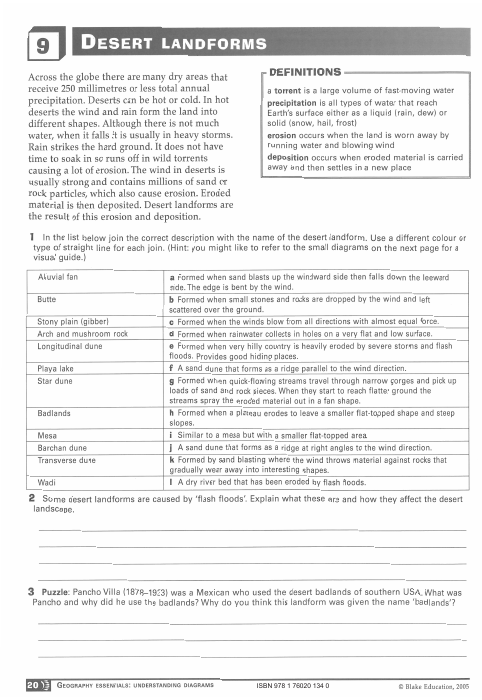 9 DESERT LANDFORMS
Across the globe there are many dry areas that
receive 250 millimetres or less total annual
precipitation. Deserts can be hot or cold. In hot
deserts the wind and rain form the land into
different shapes. Although there is not much
water, when it falls it is usually in heavy storms.
Rain strikes the hard ground. It does not have
time to soak in so runs off in wild torrents
causing a lot of erosion. The wind in deserts is
usually strong and contains millions of sand or
rock particles, which also cause erosion. Eroded
material is then deposited. Desert landforms are
the result of this erosion and deposition.
DEFINITIONS
a torrent is a large volume of fast-moving water
precipitation is all types of water that reach
Earth's surface either as a liquid (rain, dew) or
solid (snow, hail, frost)
erosion occurs when the land is worn away by
running water and blowing wind
deposition occurs when eroded material is carried
away and then settles in a new place
1 In the list below join the correct description with the name of the desert landform. Use a different colour or
type of straight line for each join. (Hint: you might like to refer to the small diagrams on the next page for a
visual guide.)
Alluvial fan
a Formed when sand blasts up the windward side then falls down the leeward
side. The edge is bent by the wind.
Butte
b Formed when small stones and rocks are dropped by the wind and left
scattered over the ground.
Stony plain (gibber)
c Formed when the winds blow from all directions with almost equal force.
Arch and mushroom rock
d Formed when rainwater collects in holes on a very flat and low surface.
Longitudinal dune
e Formed when very hilly country is heavily eroded by severe storms and flash
floods. Provides good hiding places.
Playa lake
f A sand dune that forms as a ridge parallel to the wind direction.
Star dune
g Formed when quick-flowing streams travel through narrow gorges and pick up
loads of sand and rock pieces. When they start to reach flatter ground the
streams spray the eroded material out in a fan shape.
Badlands
h Formed when a plateau erodes to leave a smaller flat-topped shape and steep
slopes.
Mesa
i Similar to a mesa but with a smaller flat-topped area
Barchan dune
j A sand dune that forms as a ridge at right angles to the wind direction.
Transverse dune
k Formed by sand blasting where the wind throws material against rocks that
gradually wear away into interesting shapes.
Wadi
l A dry river bed that has been eroded by flash floods.
2 Some desert landforms are caused by 'flash floods'. Explain what these are and how they affect the desert
landscape.
3 Puzzle: Pancho Villa (1878–1923) was a Mexican who used the desert badlands of southern USA. What was
Pancho and why did he use the badlands? Why do you think this landform was given the name 'badlands'?
20 GEOGRAPHY ESSENTIALS: UNDERSTANDING DIAGRAMS ISBN 978 1 76020 134 0 © Blake Education, 2005